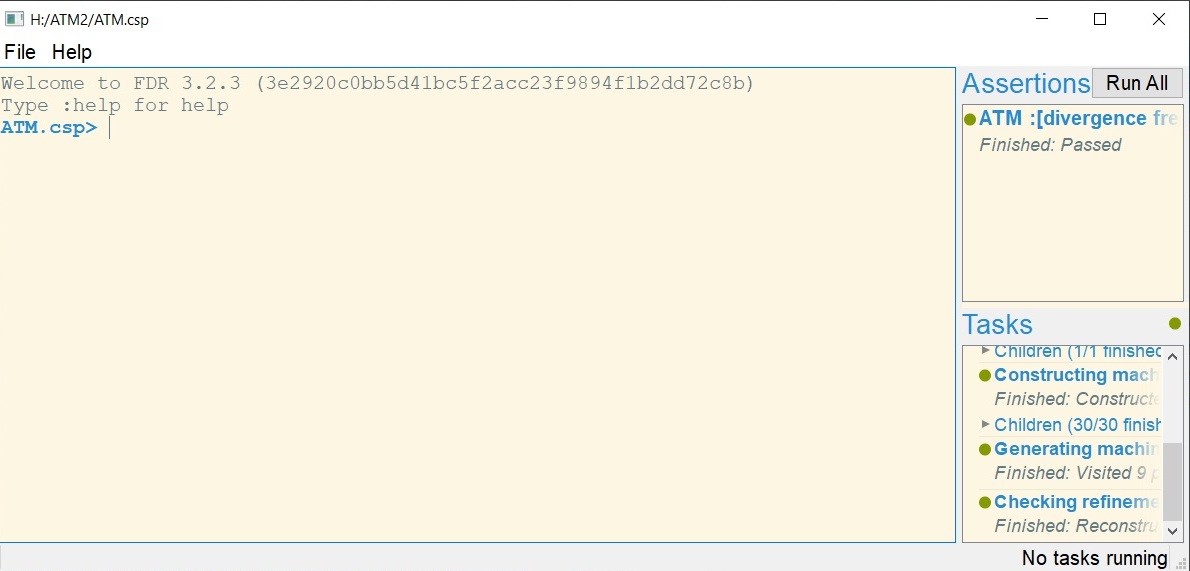 H:/ATM2/ATM.csp
File Help
Welcome to FDR 3.2.3 (3e2920c0bb5d41bc5f2acc23f9894f1b2dd72c8b)
Type :help for help
ATM.csp>
Assertions Run All
ATM :[divergence fre
Finished: Passed
Tasks
Children (1/1 finished
Constructing mach
Finished: Constructe
Children (30/30 finish
Generating machin
Finished: Visited 9 p
Checking refineme
Finished: Reconstru
No tasks running